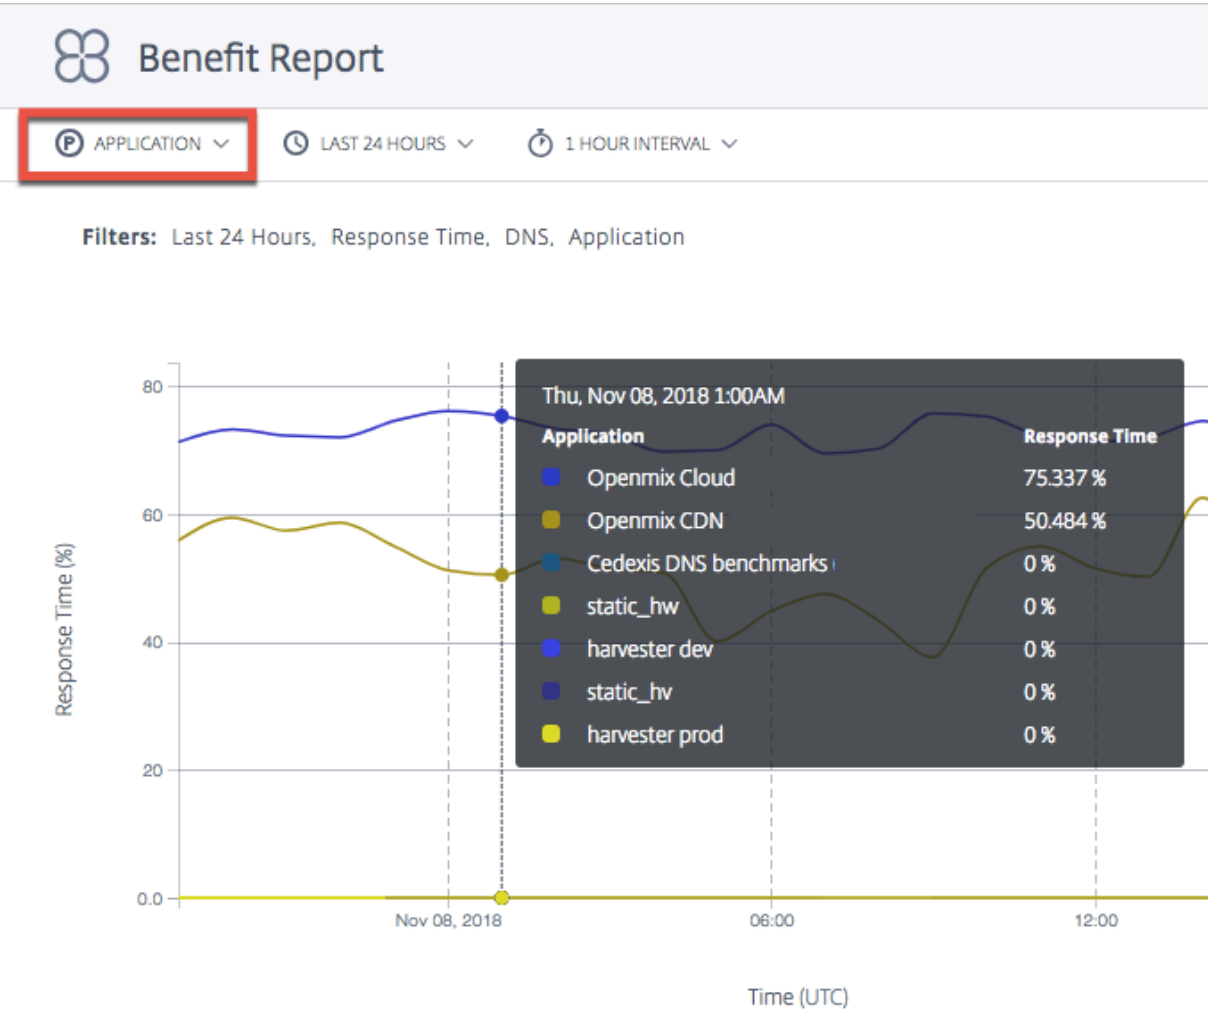 Benefit Report
APPLICATION
LAST 24 HOURS
1 HOUR INTERVAL
Filters: Last 24 Hours, Response Time, DNS, Application
Thu, Nov 08, 2018 1:00AM
Application Response Time
Openmix Cloud 75.337 %
Openmix CDN 50.484 %
Cedexis DNS benchmarks 0 %
static_hw 0 %
harvester dev 0 %
static_hv 0 %
harvester prod 0 %
Response Time (%)
80
60
40
20
0.0
Nov 08, 2018
06:00
12:00
Time (UTC)